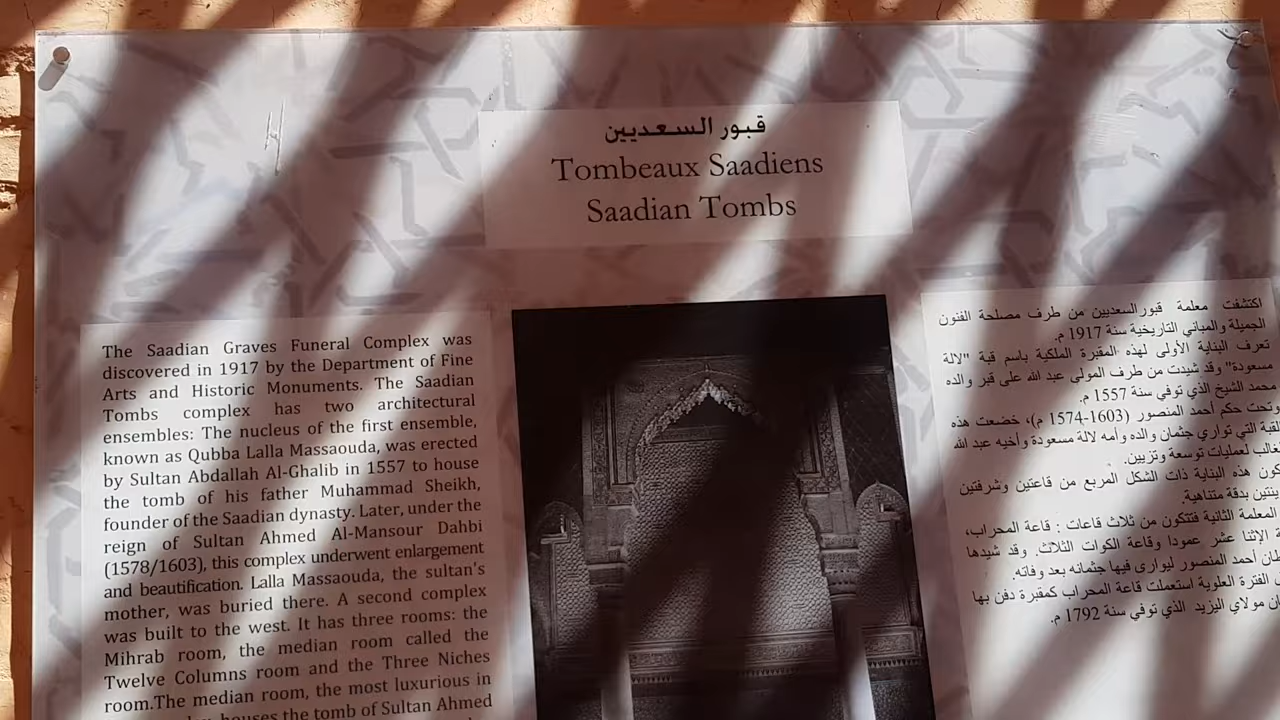 قبور السعديين
Tombeaux Saadiens
Saadian Tombs
The Saadian Graves Funeral Complex was
discovered in 1917 by the Department of Fine
Arts and Historic Monuments. The Saadian
Tombs complex has two architectural
ensembles: The nucleus of the first ensemble,
known as Qubba Lalla Massaouda, was erected
by Sultan Abdallah Al-Ghalib in 1557 to house
the tomb of his father Muhammad Sheikh,
founder of the Saadian dynasty. Later, under the
reign of Sultan Ahmed Al-Mansour Dahbi
(1578/1603), this complex underwent enlargement
and beautification. Lalla Massaouda, the sultan's
mother, was buried there. A second complex
was built to the west. It has three rooms: the
Mihrab room, the median room called the
Twelve Columns room and the Three Niches
room.The median room, the most luxurious in
houses the tomb of Sultan Ahmed
اكتشفت معلمة قبورالسعديين من طرف مصلحة الفنون
الجميلة والمباني التاريخية سنة 1917 م.
تعرف البناية الأولى لهذه المقبرة الملكية باسم قبة "لالة
مسعودة" وقد شيدت من طرف المولى عبد الله على قبر والده
محمد الشيخ الذي توفي سنة 1557 م.
وتحت حكم أحمد المنصور (1603-1574 م)، خضعت هذه
القبة التي تواري جثمان والده وأمه لالة مسعودة وأخيه عبد الله
لعمليات توسعة وتزيين.
هذه البناية ذات الشكل المربع من قاعتين وشرفتين
بدقة متناهية.
المعلمة الثانية فتتكون من ثلاث قاعات : قاعة المحراب،
الإثنا عشر عمودا وقاعة الكوات الثلاث. وقد شيدها
أحمد المنصور ليوارى فيها جثمانه بعد وفاته.
الفترة العلوية استعملت قاعة المحراب كمقبرة دفن بها
مولاي اليزيد الذي توفي سنة 1792 م.